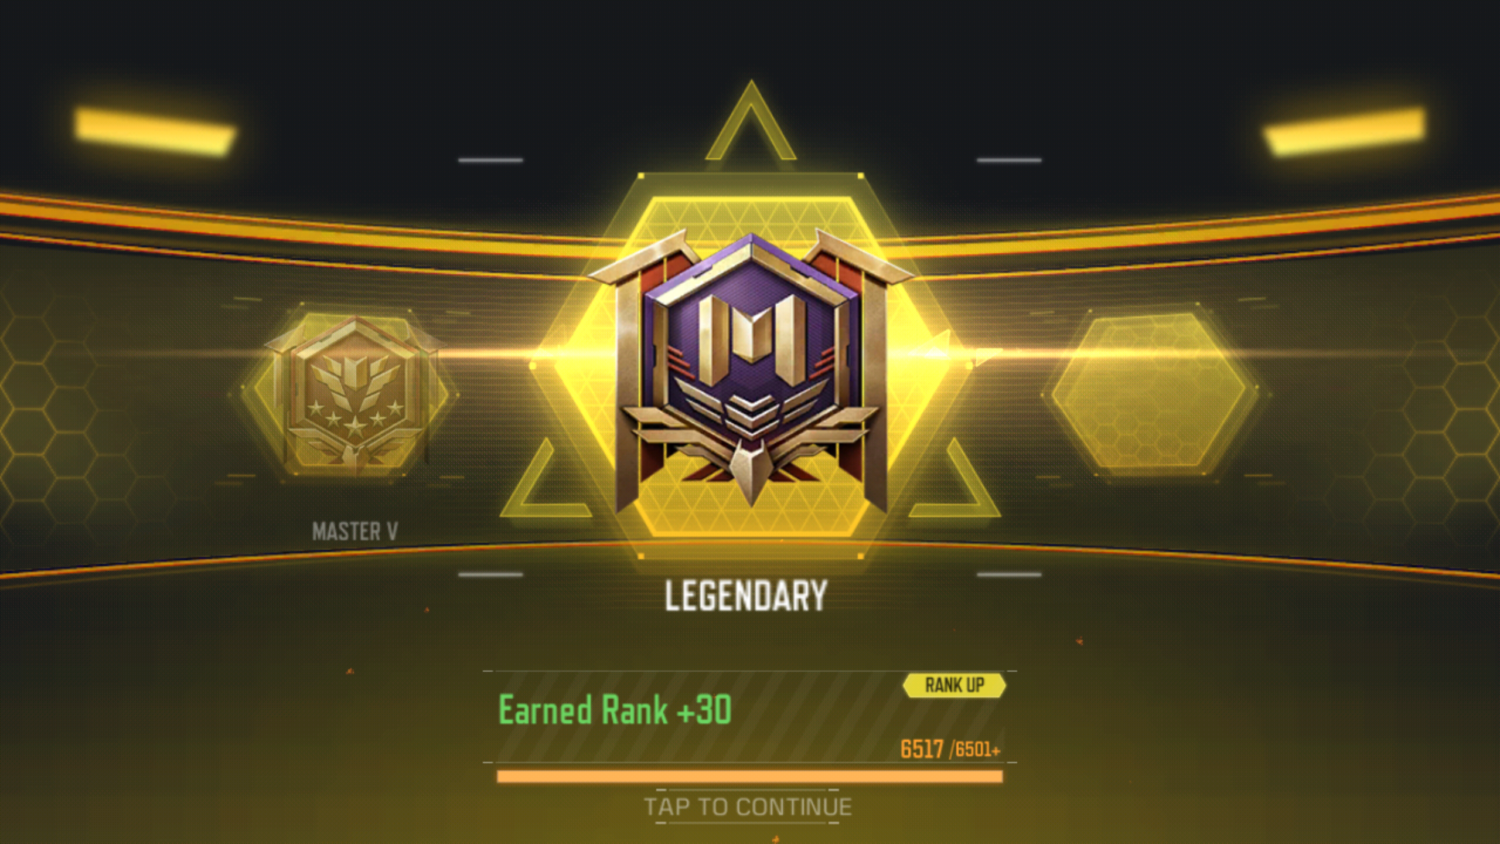 MASTER V
LEGENDARY
RANK UP
Earned Rank +30
6517 /6501+
TAP TO CONTINUE